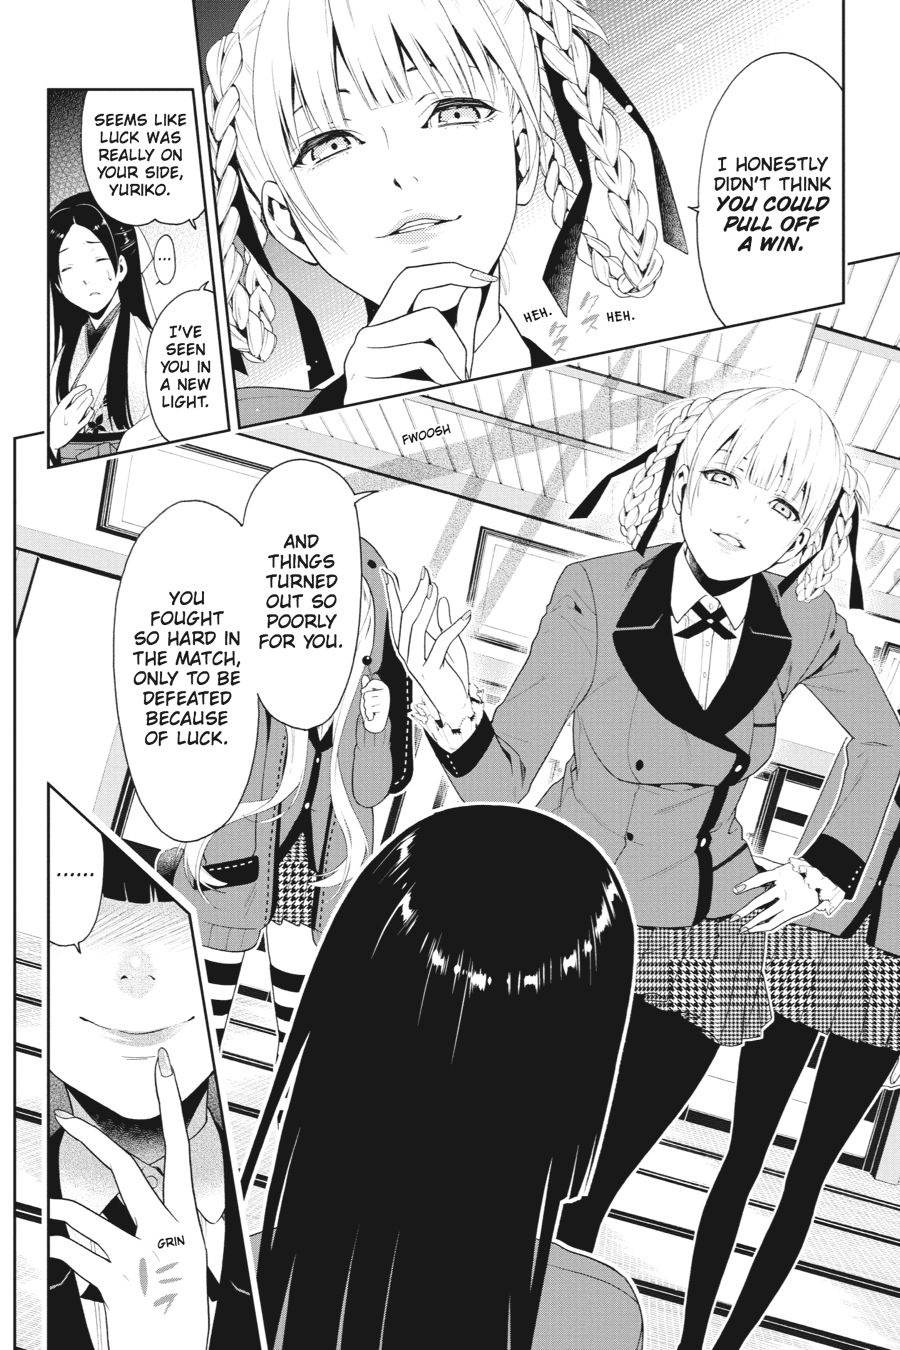 I HONESTLY
DIDN'T THINK
YOU COULD
PULL OFF
A WIN.
HEH.
HEH.
SEEMS LIKE
LUCK WAS
REALLY ON
YOUR SIDE,
YURIKO.
....
I'VE
SEEN
YOU IN
A NEW
LIGHT.
FWOOSH
AND
THINGS
TURNED
OUT SO
POORLY
FOR YOU.
YOU
FOUGHT
SO HARD IN
THE MATCH,
ONLY TO BE
DEFEATED
BECAUSE
OF LUCK.
......
GRIN